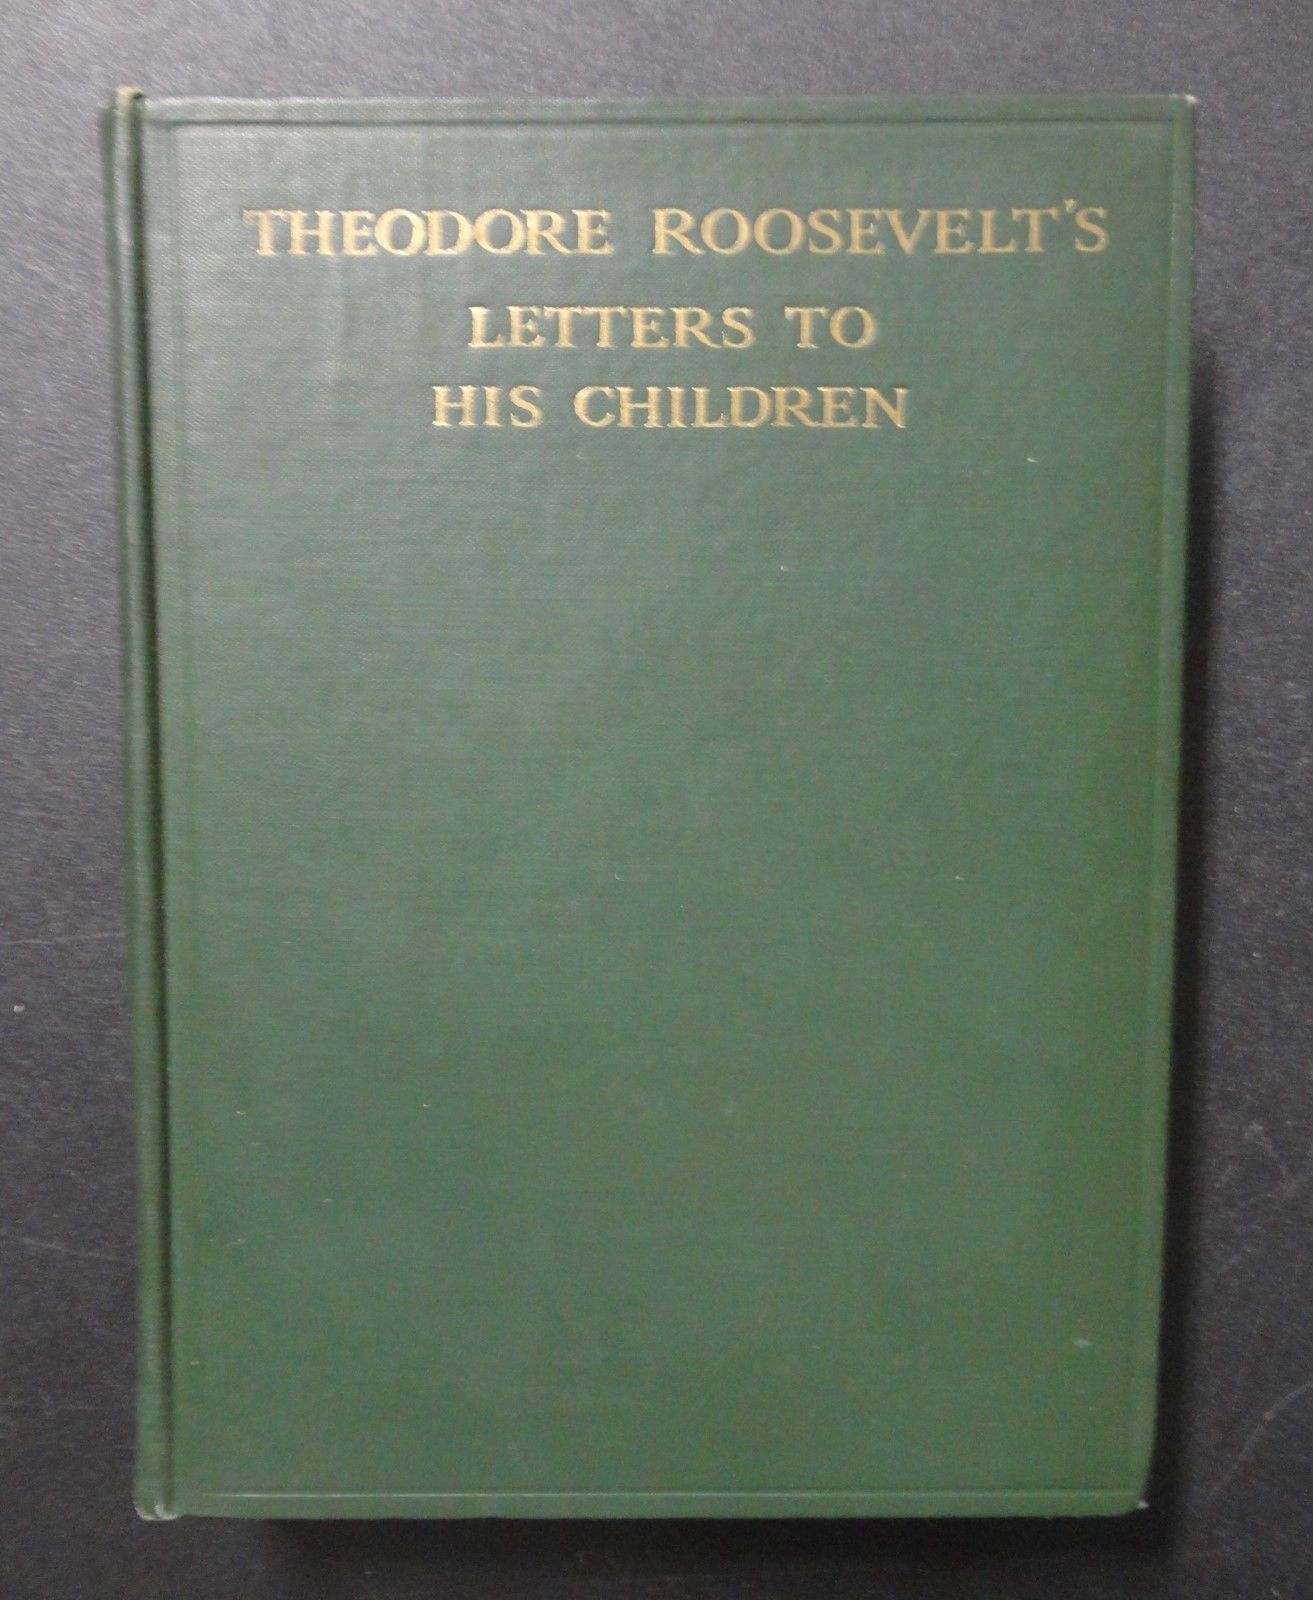 THEODORE ROOSEVELT'S
LETTERS TO
HIS CHILDREN